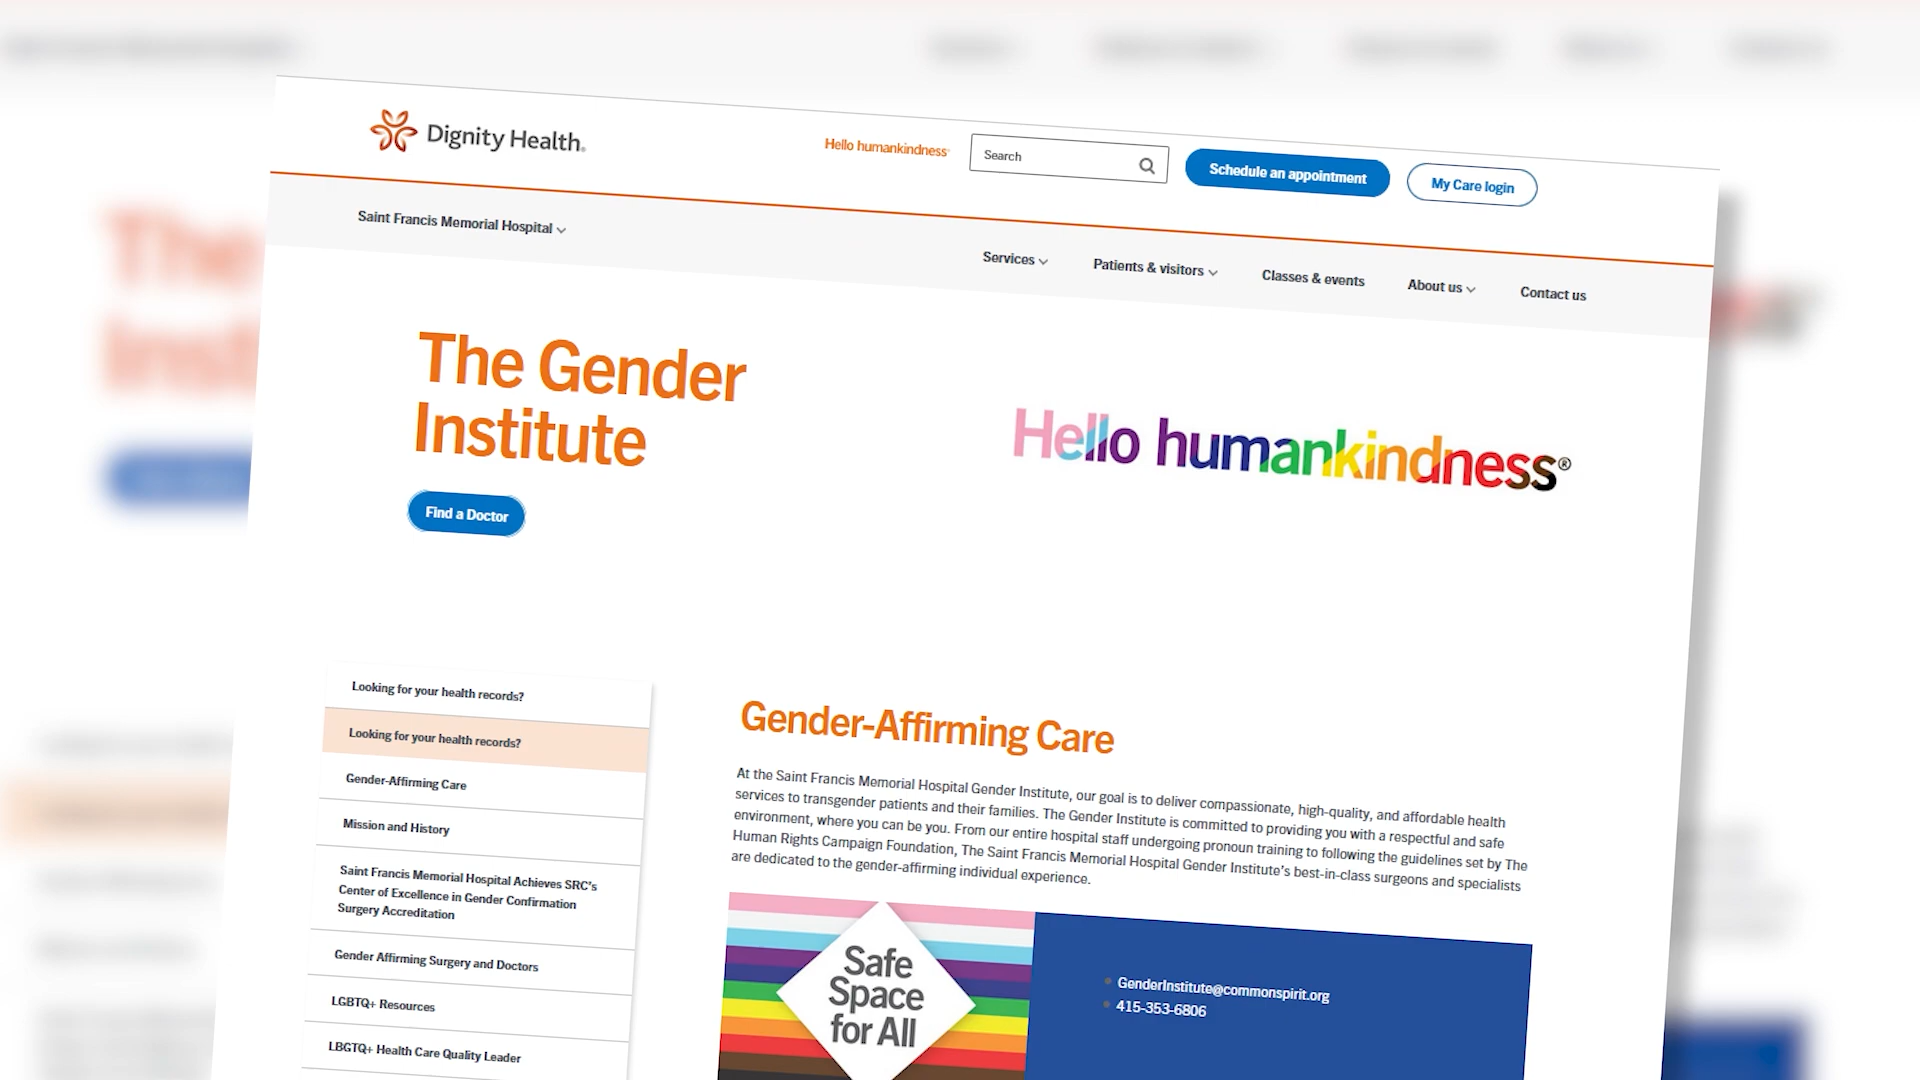 Dignity Health®
Hello humankindness®
Search
Schedule an appointment
My Care login
Saint Francis Memorial Hospital
Services
Patients & visitors
Classes & events
About us
Contact us
The Gender
Institute
Hello humankindness®
Find a Doctor
Looking for your health records?
Looking for your health records?
Gender-Affirming Care
Mission and History
Saint Francis Memorial Hospital Achieves SRC's
Center of Excellence in Gender Confirmation
Surgery Accreditation
Gender Affirming Surgery and Doctors
LGBTQ+ Resources
LBGTQ+ Health Care Quality Leader
Gender-Affirming Care
At the Saint Francis Memorial Hospital Gender Institute, our goal is to deliver compassionate, high-quality, and affordable health
services to transgender patients and their families. The Gender Institute is committed to providing you with a respectful and safe
environment, where you can be you. From our entire hospital staff undergoing pronoun training to following the guidelines set by The
Human Rights Campaign Foundation, The Saint Francis Memorial Hospital Gender Institute's best-in-class surgeons and specialists
are dedicated to the gender-affirming individual experience.
Safe
Space
for All
GenderInstitute@commonspirit.org
415-353-6806